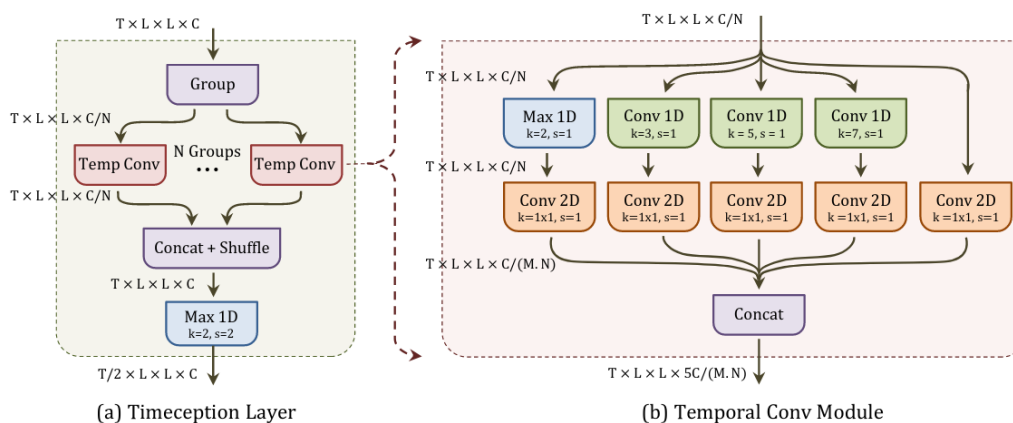 T × L × L × C
Group
T × L × L × C/N
Temp Conv
N Groups
...
Temp Conv
T × L × L × C/N
Concat + Shuffle
T × L × L × C
Max 1D
k=2, s=2
T/2 × L × L × C
(a) Timeception Layer
T × L × L × C/N
T × L × L × C/N
Max 1D
k=2, s=1
Conv 1D
k=3, s=1
Conv 1D
k = 5, s = 1
Conv 1D
k=7, s=1
T × L × L × C/N
Conv 2D
k=1x1, s=1
Conv 2D
k=1x1, s=1
Conv 2D
k=1x1, s=1
Conv 2D
k =1x1, s=1
Conv 2D
k =1x1, s=1
T × L × L × C/(M. N)
Concat
T × L × L × 5C/(M. N)
(b) Temporal Conv Module